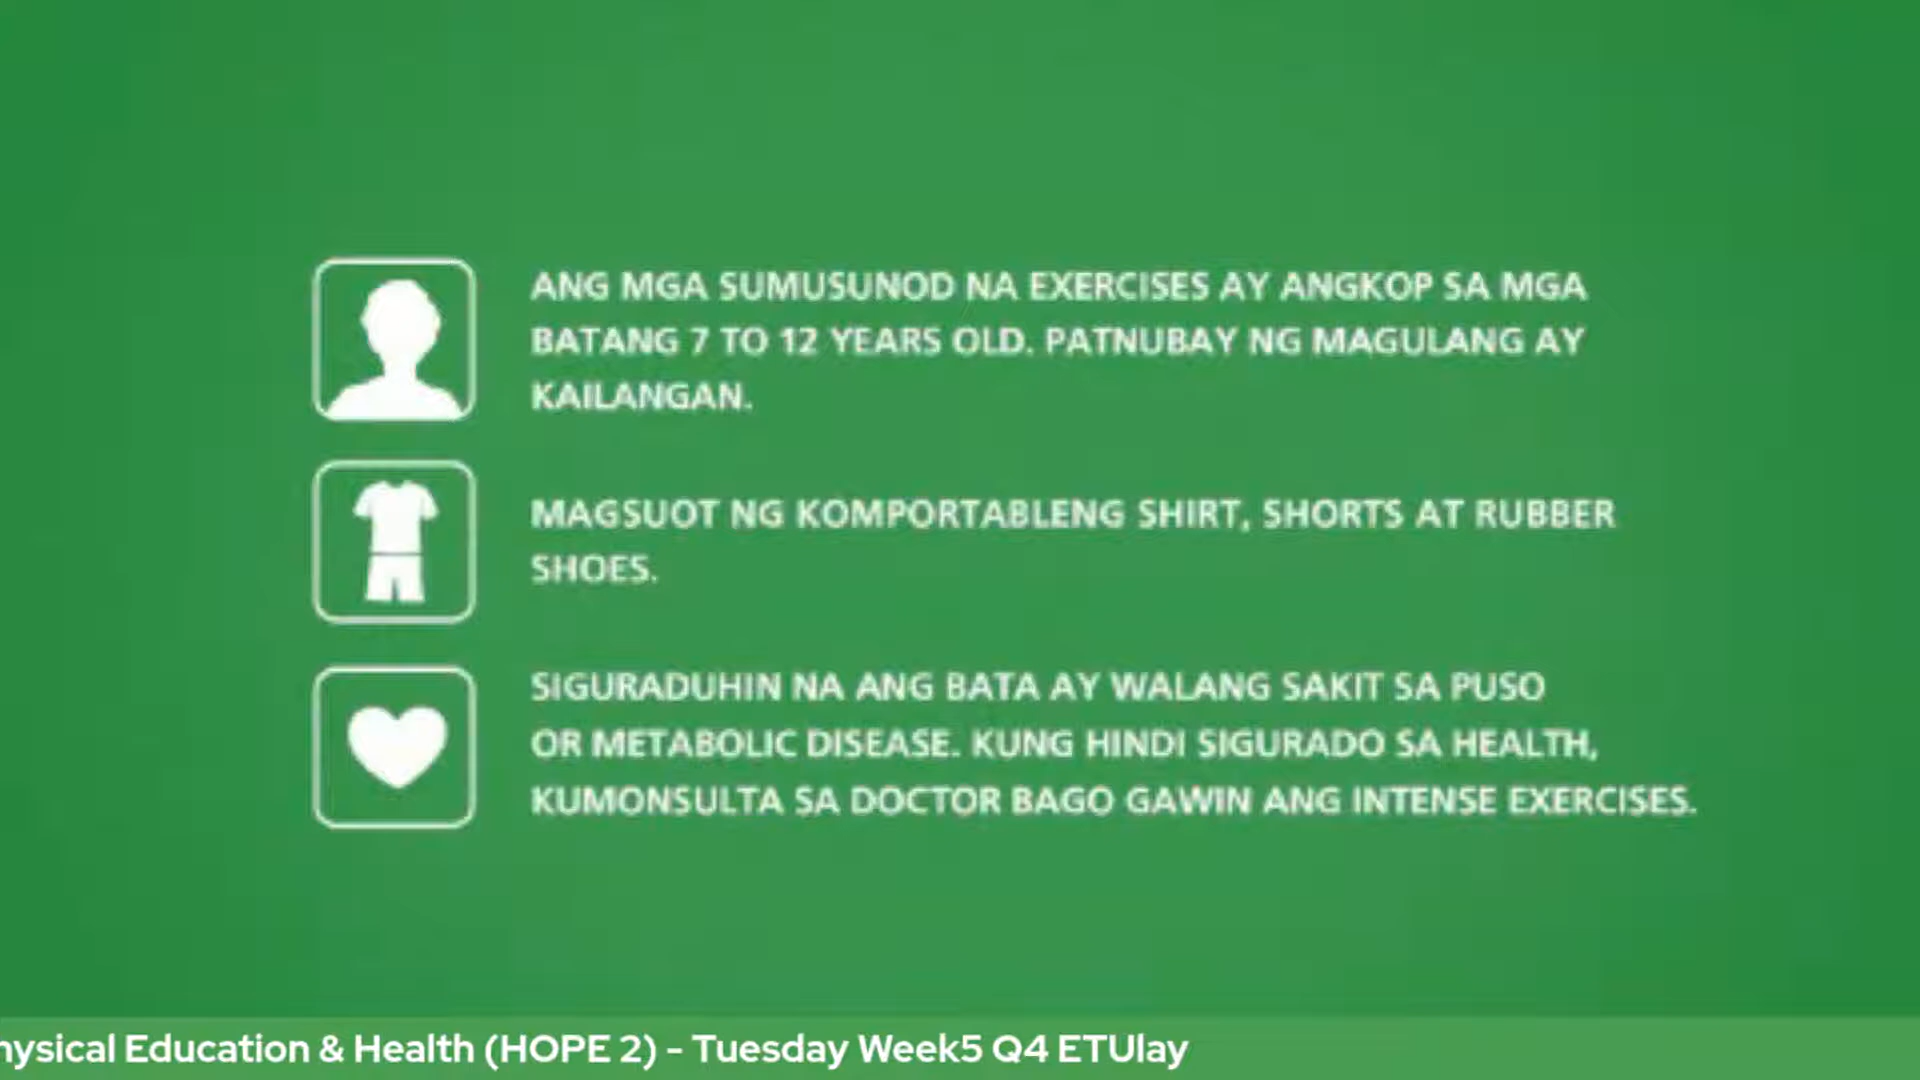 ANG MGA SUMUSUNOD NA EXERCISES AY ANGKOP SA MGA
BATANG 7 TO 12 YEARS OLD. PATNUBAY NG MAGULANG AY
KAILANGAN.
MAGSUOT NG KOMPORTABLENG SHIRT, SHORTS AT RUBBER
SHOES.
SIGURADUHIN NA ANG BATA AY WALANG SAKIT SA PUSO
OR METABOLIC DISEASE. KUNG HINDI SIGURADO SA HEALTH,
KUMONSULTA SA DOCTOR BAGO GAWIN ANG INTENSE EXERCISES.
hysical Education & Health (HOPE 2) - Tuesday Week5 Q4 ETUlay